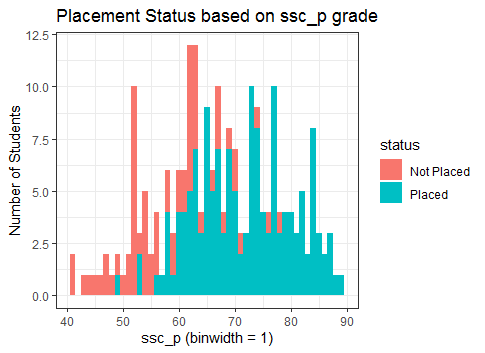 Placement Status based on ssc_p grade
12.5
10.0
7.5
5.0
2.5
0.0
Number of Students
40 50 60 70 80 90
ssc_p (binwidth = 1)
status
Not Placed
Placed